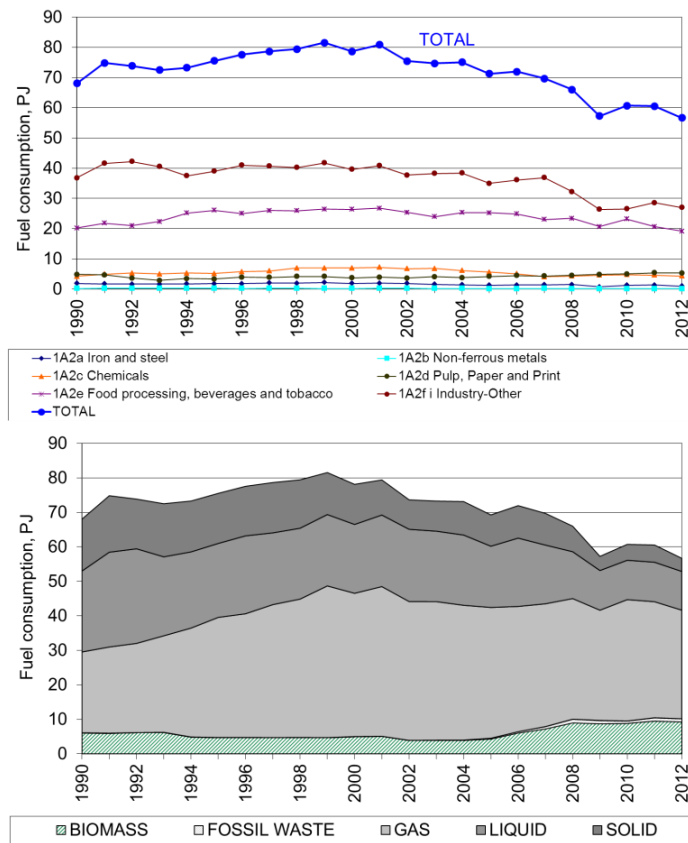 90
80
70
60
50
40
30
20
10
0
Fuel consumption, PJ
TOTAL
1990
1992
1994
1996
1998
2000
2002
2004
2006
2008
2010
2012
1A2a Iron and steel
1A2b Non-ferrous metals
1A2c Chemicals
1A2d Pulp, Paper and Print
1A2e Food processing, beverages and tobacco
1A2f i Industry-Other
TOTAL
90
80
70
60
50
40
30
20
10
0
Fuel consumption, PJ
1990
1992
1994
1996
1998
2000
2002
2004
2006
2008
2010
2012
BIOMASS
FOSSIL WASTE
GAS
LIQUID
SOLID